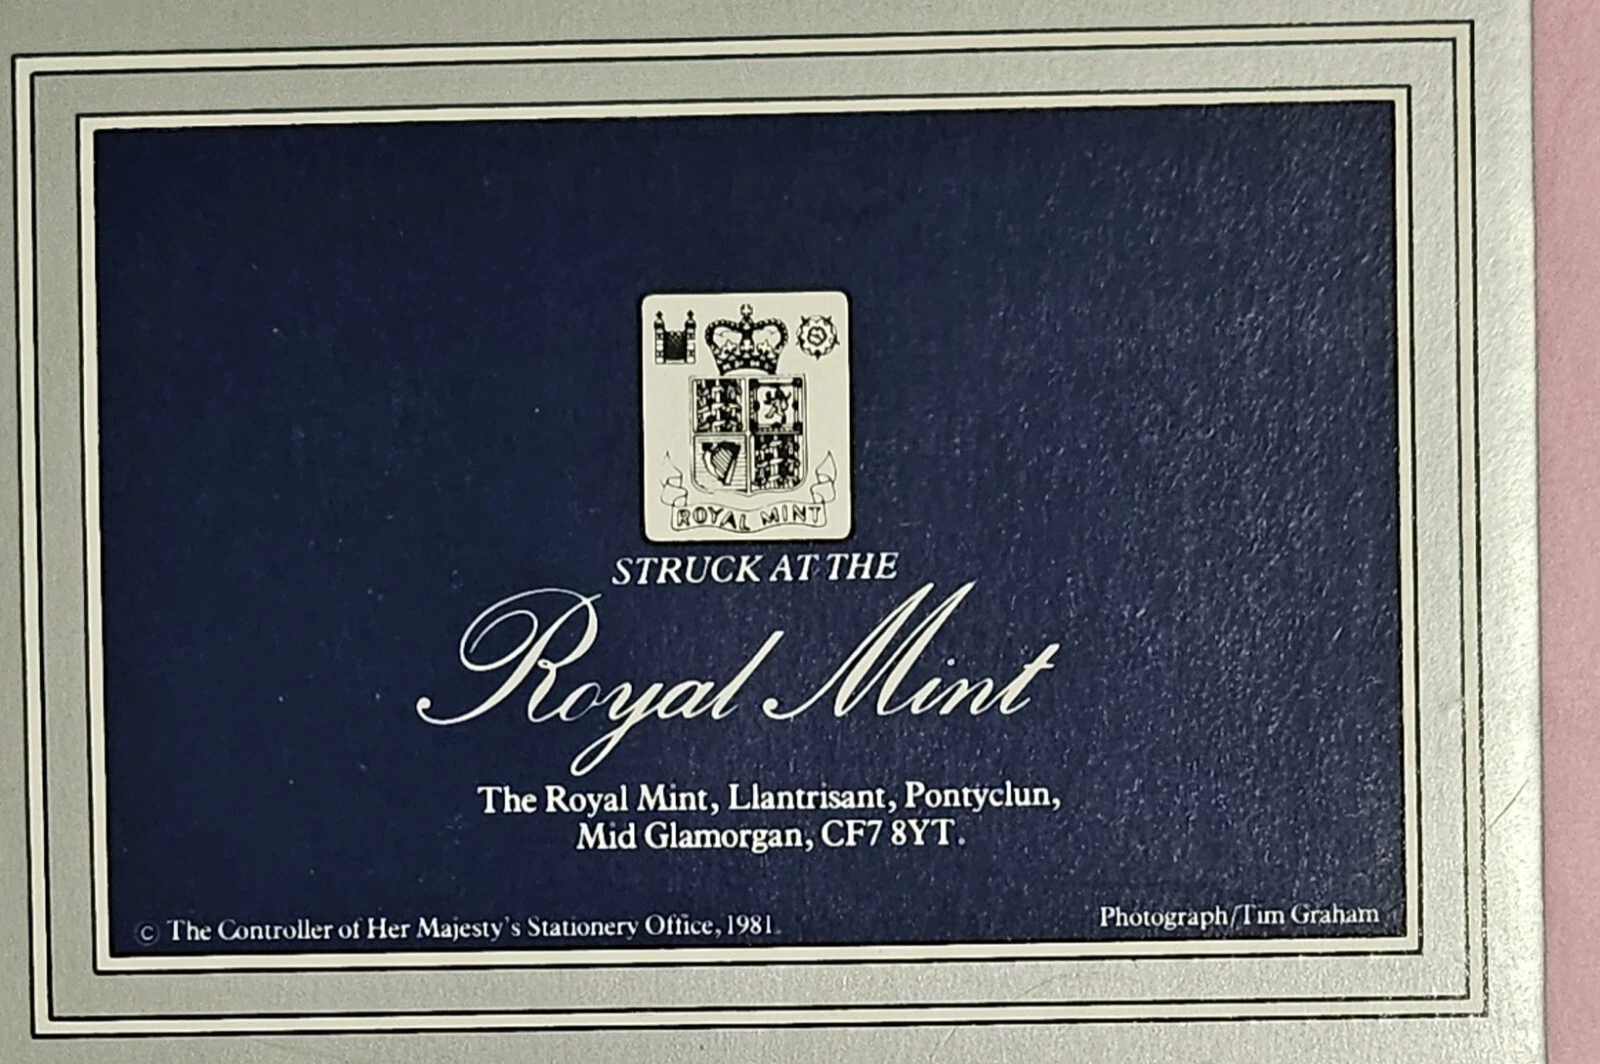 ROYAL MINT
STRUCK AT THE
Royal Mint
The Royal Mint, Llantrisant, Pontyclun,
Mid Glamorgan, CF7 8YT.
© The Controller of Her Majesty's Stationery Office, 1981.
Photograph/Tim Graham